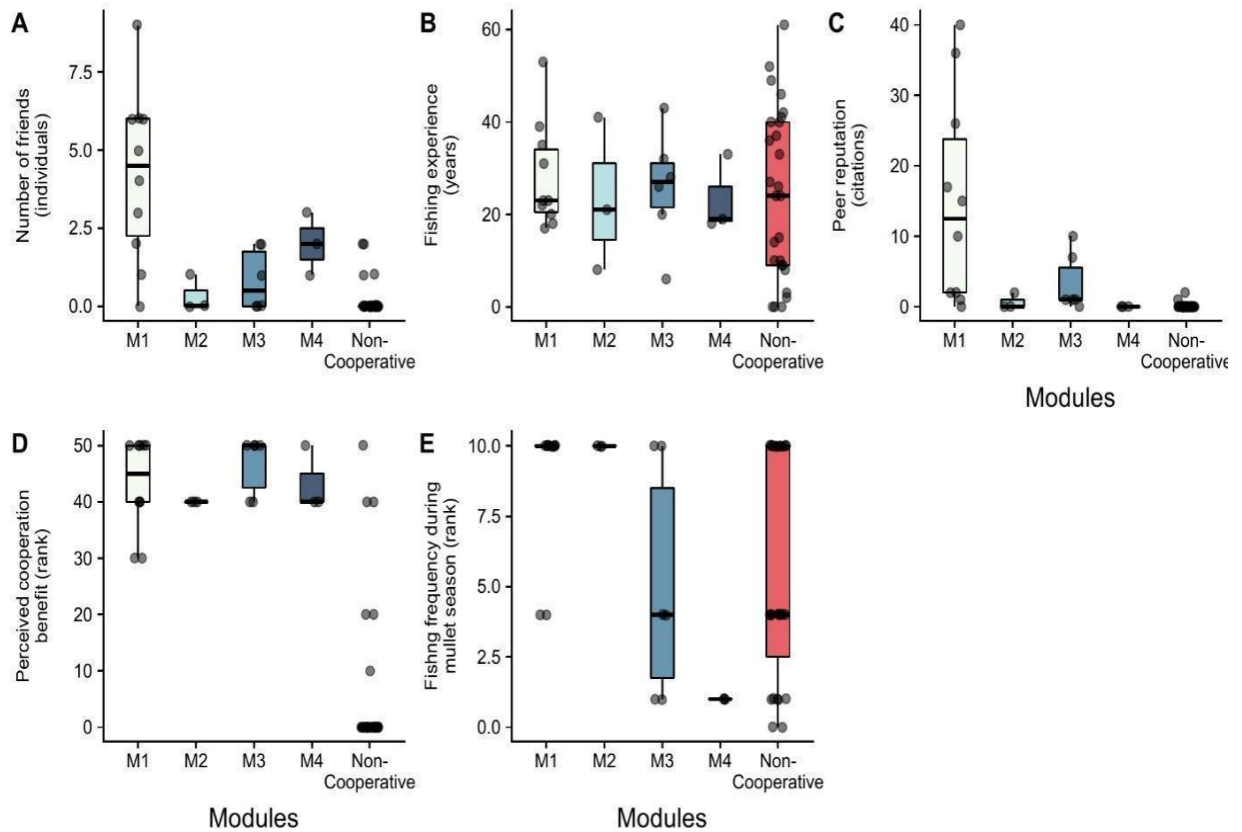 A
Number of friends
(individuals)
7.5
5.0
2.5
0.0
M1 M2 M3 M4 Non-
Cooperative
B
Fishing experience
(years)
60
40
20
0
M1 M2 M3 M4 Non-
Cooperative
C
Peer reputation
(citations)
40
30
20
10
0
M1 M2 M3 M4 Non-
Cooperative
Modules
D
Perceived cooperation
benefit (rank)
50
40
30
20
10
0
M1 M2 M3 M4 Non-
Cooperative
Modules
E
Fishng frequency during
mullet season (rank)
10.0
7.5
5.0
2.5
0.0
M1 M2 M3 M4 Non-
Cooperative
Modules